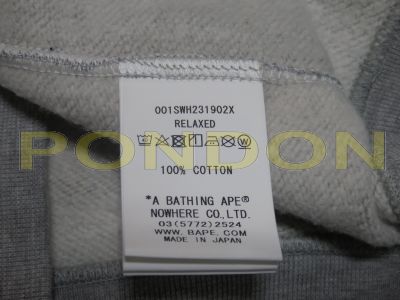 001SWH231902X
RELAXED
PONDON
100% COTTON
*A BATHING APE®
NOWHERE CO.,LTD.
03(5772)2524
WWW.BAPE.COM
MADE IN JAPAN